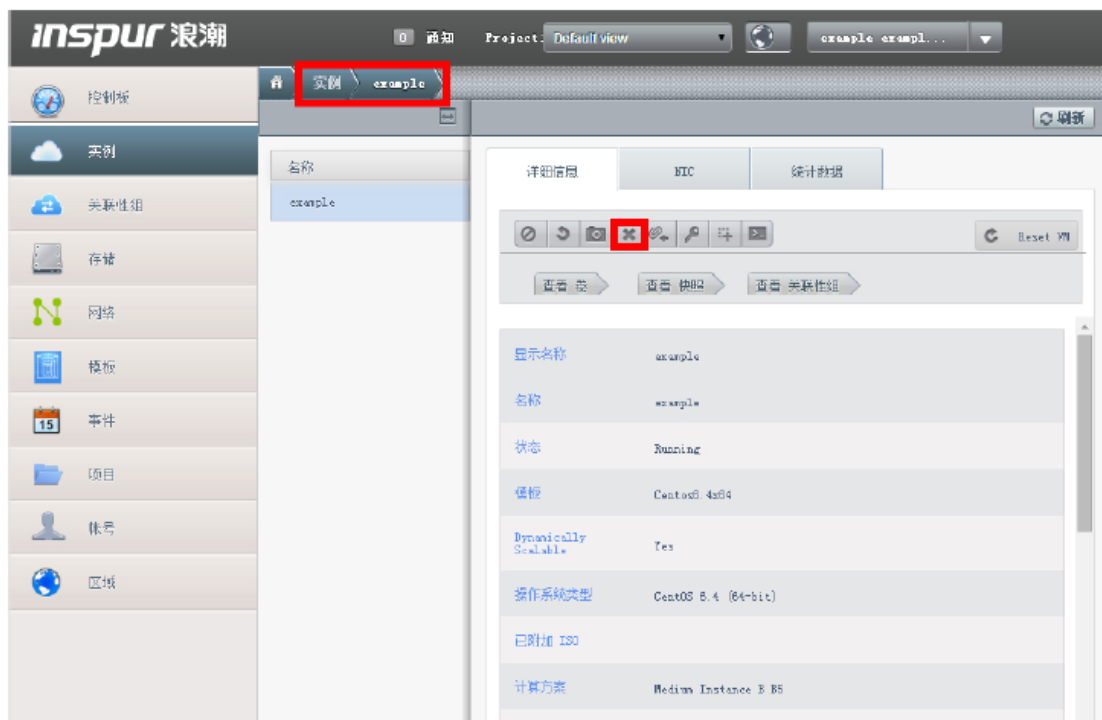 inspur 浪潮
0 通知 Project: Default view example exampl...
实例 example
刷新
控制板
实例
关联性组
存储
网络
模板
15 事件
项目
帐号
区域
名称
example
详细信息 NIC 统计数据
Reset VM
查看 卷 查看 快照 查看 关联性组
显示名称 example
名称 example
状态 Running
模板 Centos6.4x64
Dynamically Scalable Yes
操作系统类型 CentOS 6.4 (64-bit)
已附加 ISO
计算方案 Medium Instance B B5